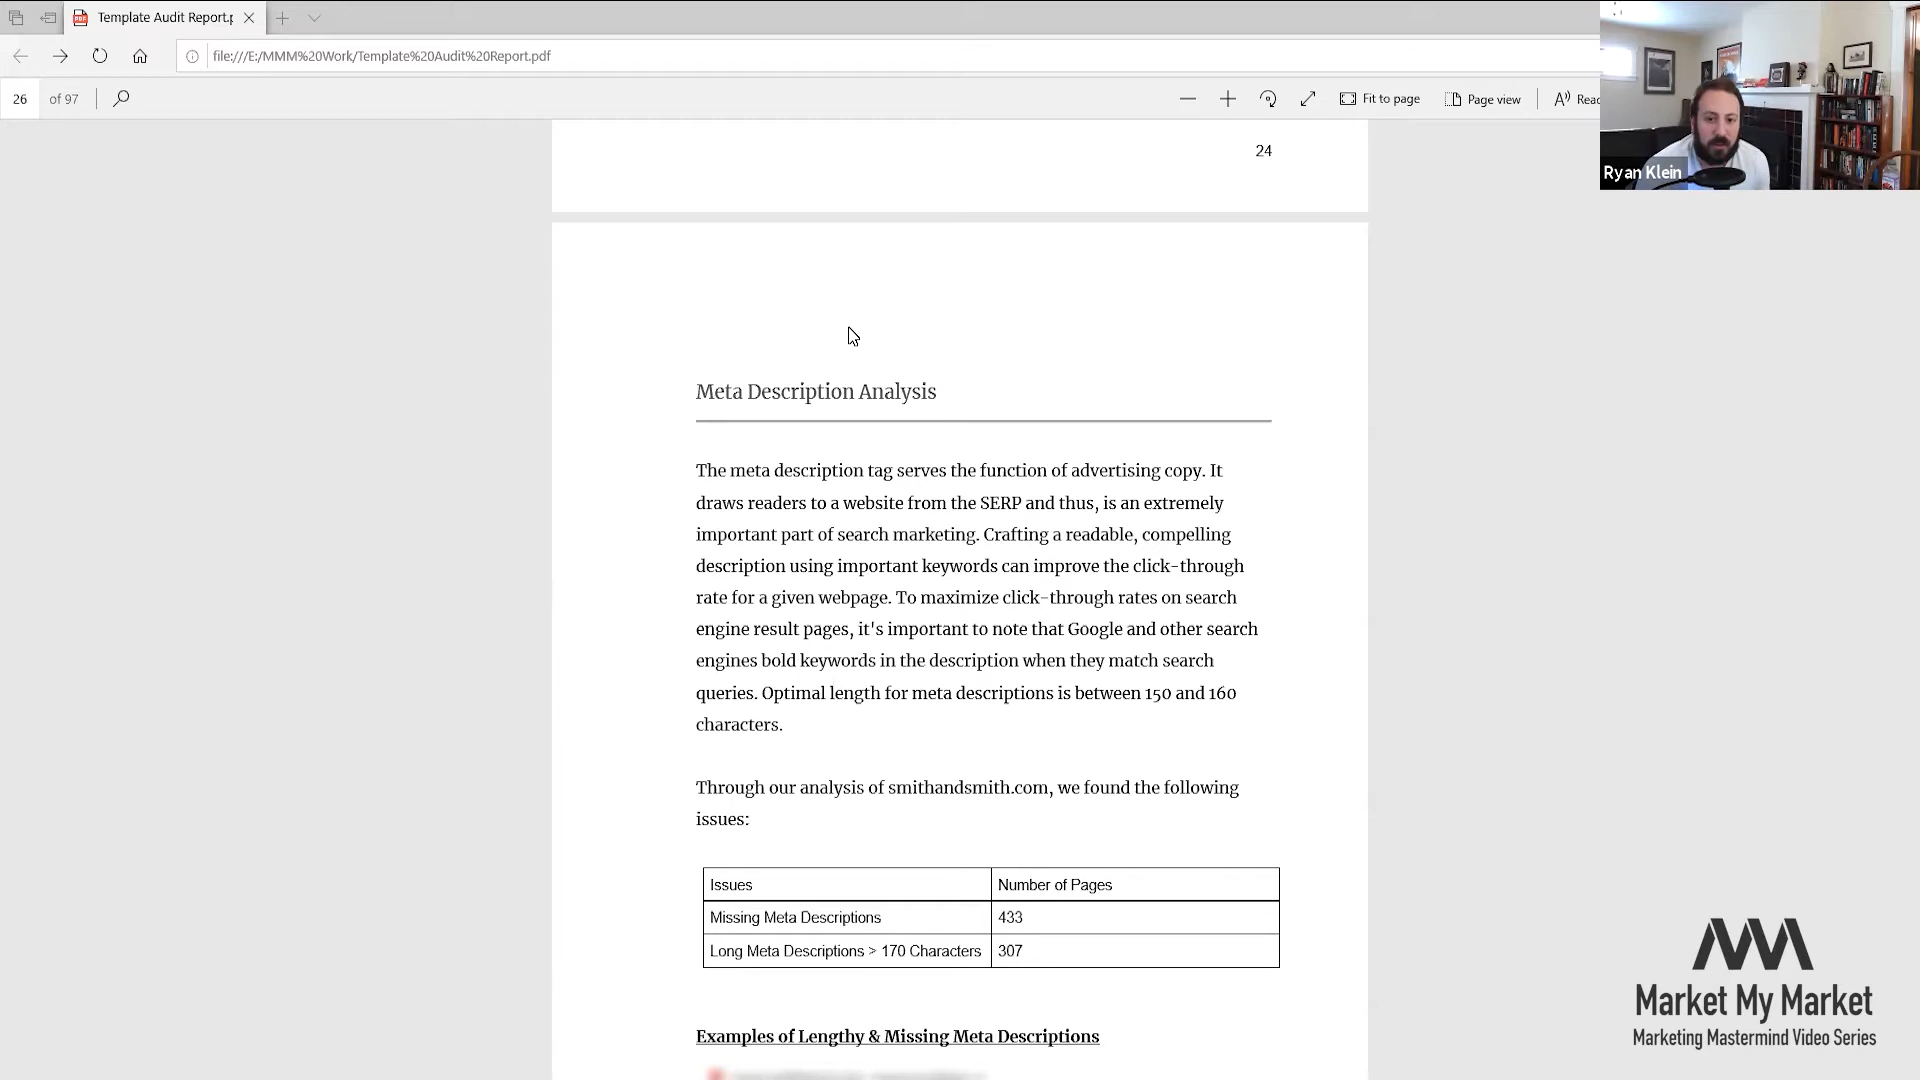 Template Audit Report.p
file:///E:/MMM%20Work/Template%20Audit%20Report.pdf
26 of 97
Fit to page
Page view
Ryan Klein
24
Meta Description Analysis
The meta description tag serves the function of advertising copy. It
draws readers to a website from the SERP and thus, is an extremely
important part of search marketing. Crafting a readable, compelling
description using important keywords can improve the click-through
rate for a given webpage. To maximize click-through rates on search
engine result pages, it's important to note that Google and other search
engines bold keywords in the description when they match search
queries. Optimal length for meta descriptions is between 150 and 160
characters.
Through our analysis of smithandsmith.com, we found the following
issues:
Issues Number of Pages
Missing Meta Descriptions 433
Long Meta Descriptions > 170 Characters 307
Examples of Lengthy & Missing Meta Descriptions
Market My Market
Marketing Mastermind Video Series